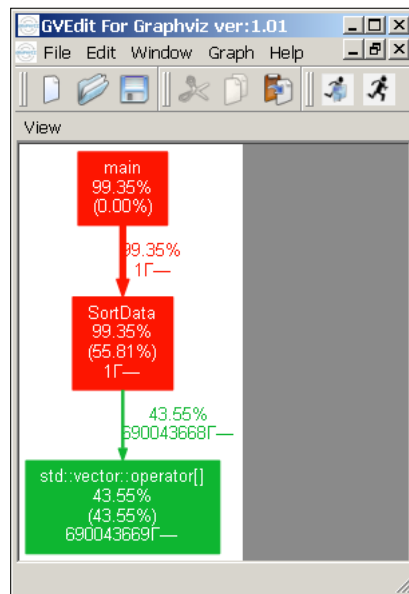 GVEdit For Graphviz ver:1.01
File Edit Window Graph Help
View
main
99.35%
(0.00%)
99.35%
1Г—
SortData
99.35%
(55.81%)
1Г—
43.55%
690043668Г—
std::vector::operator[]
43.55%
(43.55%)
690043669Г—